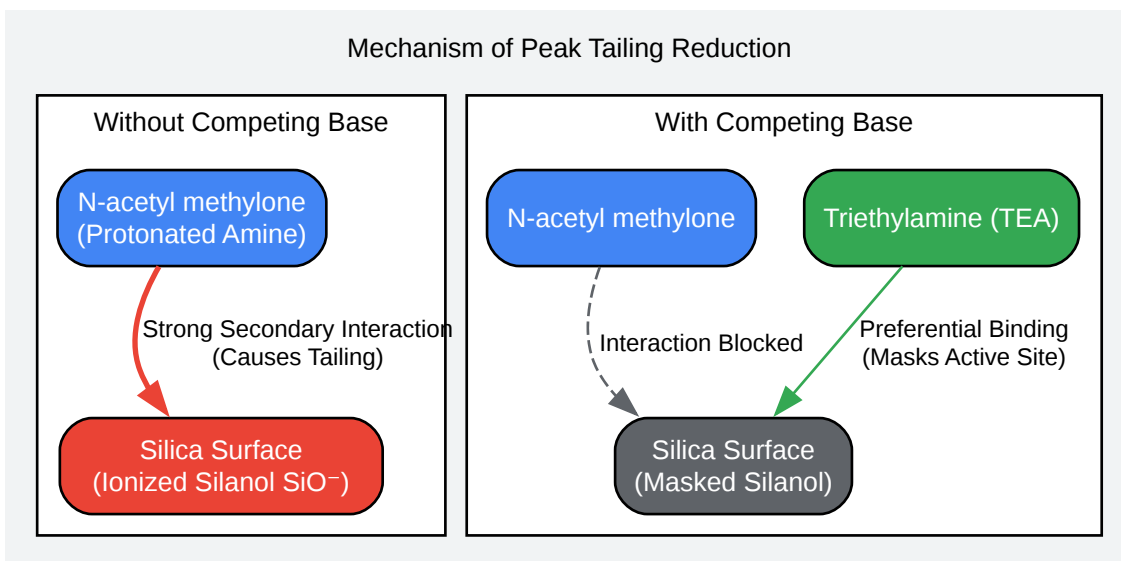 Mechanism of Peak Tailing Reduction
Without Competing Base
N-acetyl methylone
(Protonated Amine)
Strong Secondary Interaction
(Causes Tailing)
Silica Surface
(Ionized Silanol SiO⁻)
With Competing Base
N-acetyl methylone
Triethylamine (TEA)
Interaction Blocked
Preferential Binding
(Masks Active Site)
Silica Surface
(Masked Silanol)